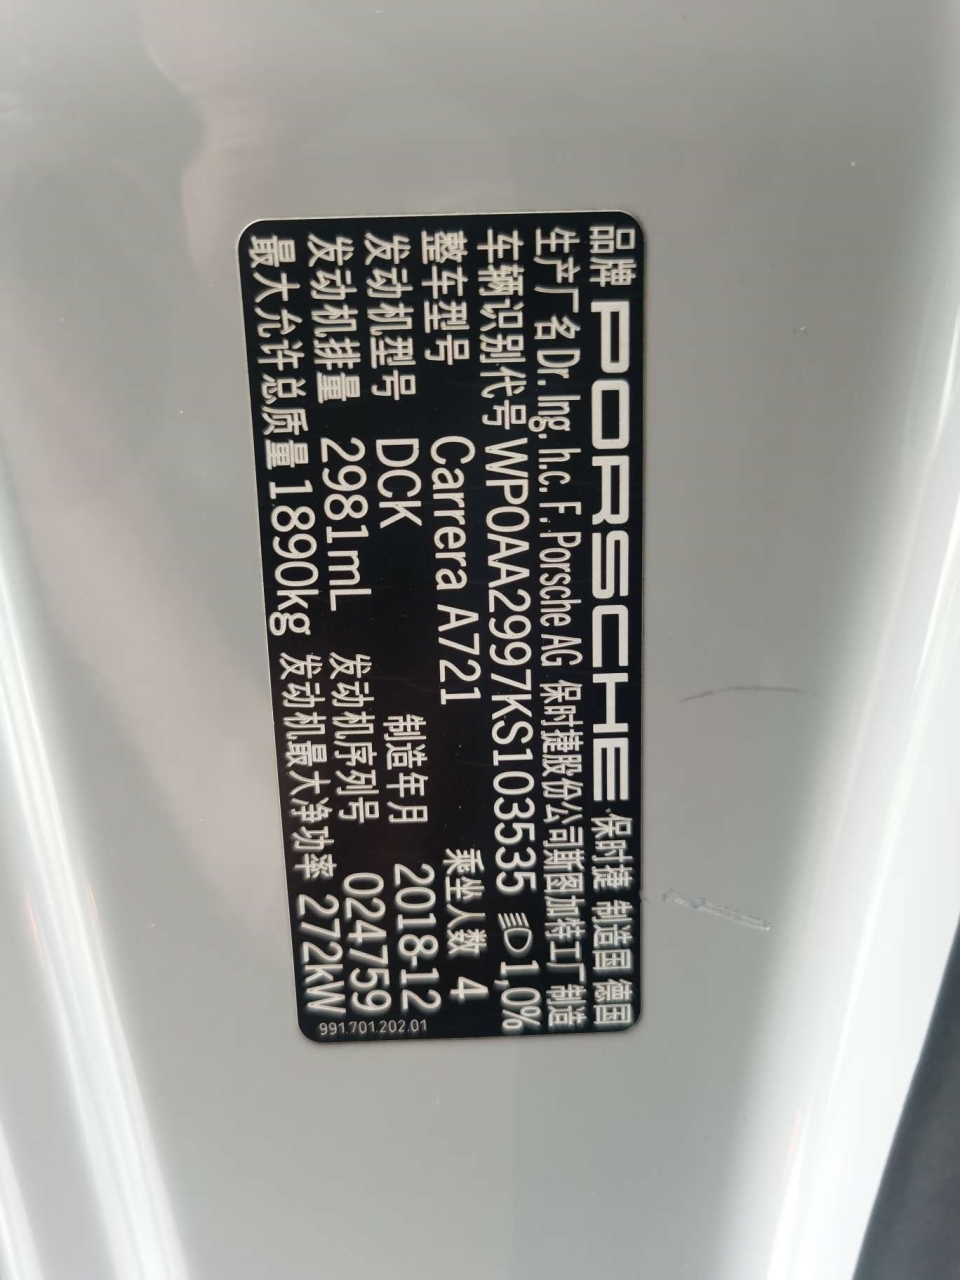 品牌 PORSCHE 保时捷 制造国 德国
生产厂名 Dr. Ing. h.c. F. Porsche AG 保时捷股份公司斯图加特工厂制造
车辆识别代号 WP0AA2997KS103535 1,0%
整车型号 Carrera A721 乘坐人数 4
发动机型号 DCK 制造年月 2018-12
发动机排量 2981mL 发动机序列号 024759
最大允许总质量 1890kg 发动机最大净功率 272kW
991.701.202.01